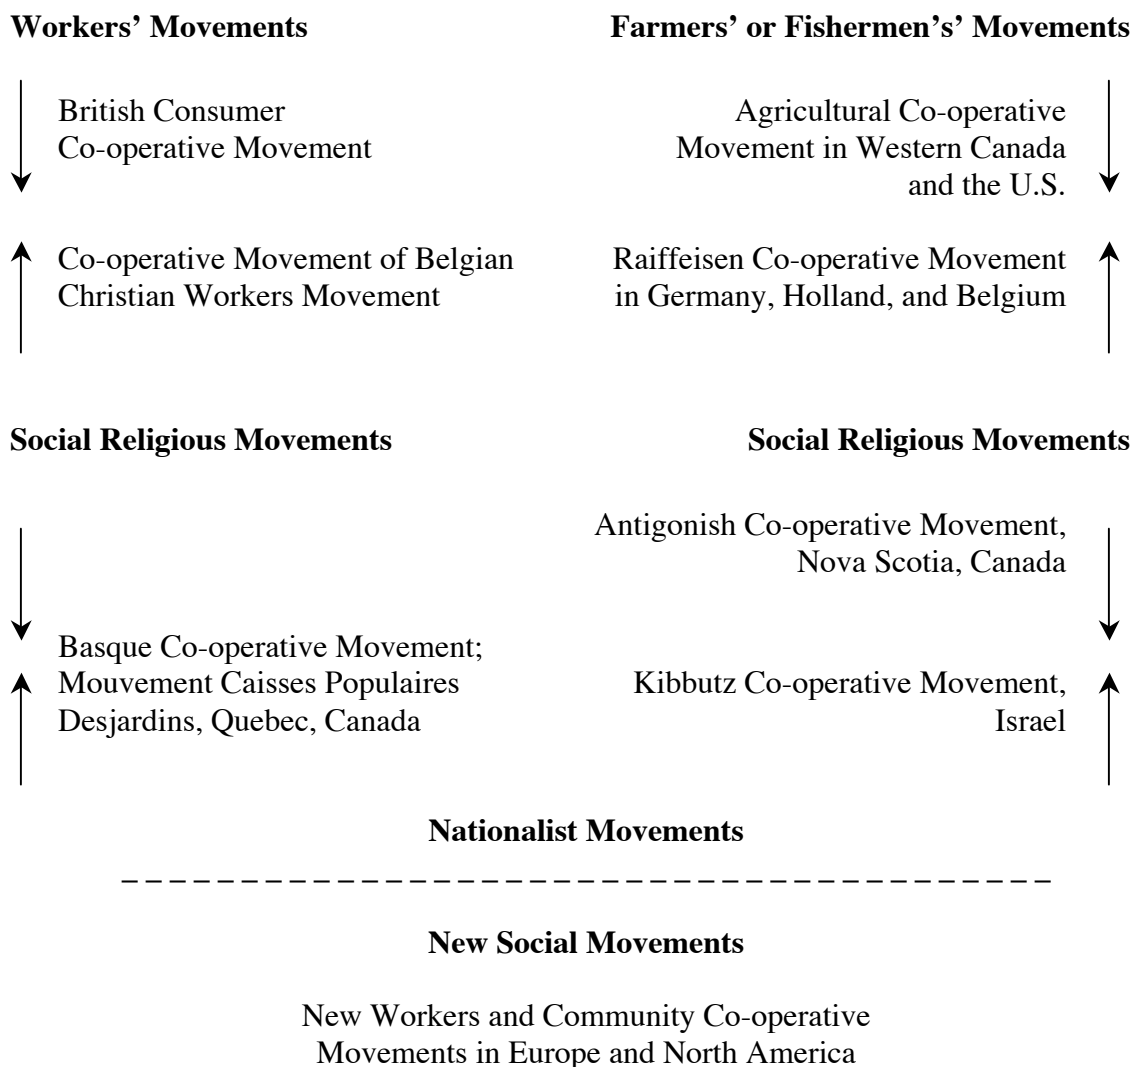 Workers’ Movements
Farmers’ or Fishermen's’ Movements
British Consumer
Co-operative Movement
Agricultural Co-operative
Movement in Western Canada
and the U.S.
Co-operative Movement of Belgian
Christian Workers Movement
Raiffeisen Co-operative Movement
in Germany, Holland, and Belgium
Social Religious Movements
Social Religious Movements
Antigonish Co-operative Movement,
Nova Scotia, Canada
Basque Co-operative Movement;
Mouvement Caisses Populaires
Desjardins, Quebec, Canada
Kibbutz Co-operative Movement,
Israel
Nationalist Movements
New Social Movements
New Workers and Community Co-operative
Movements in Europe and North America